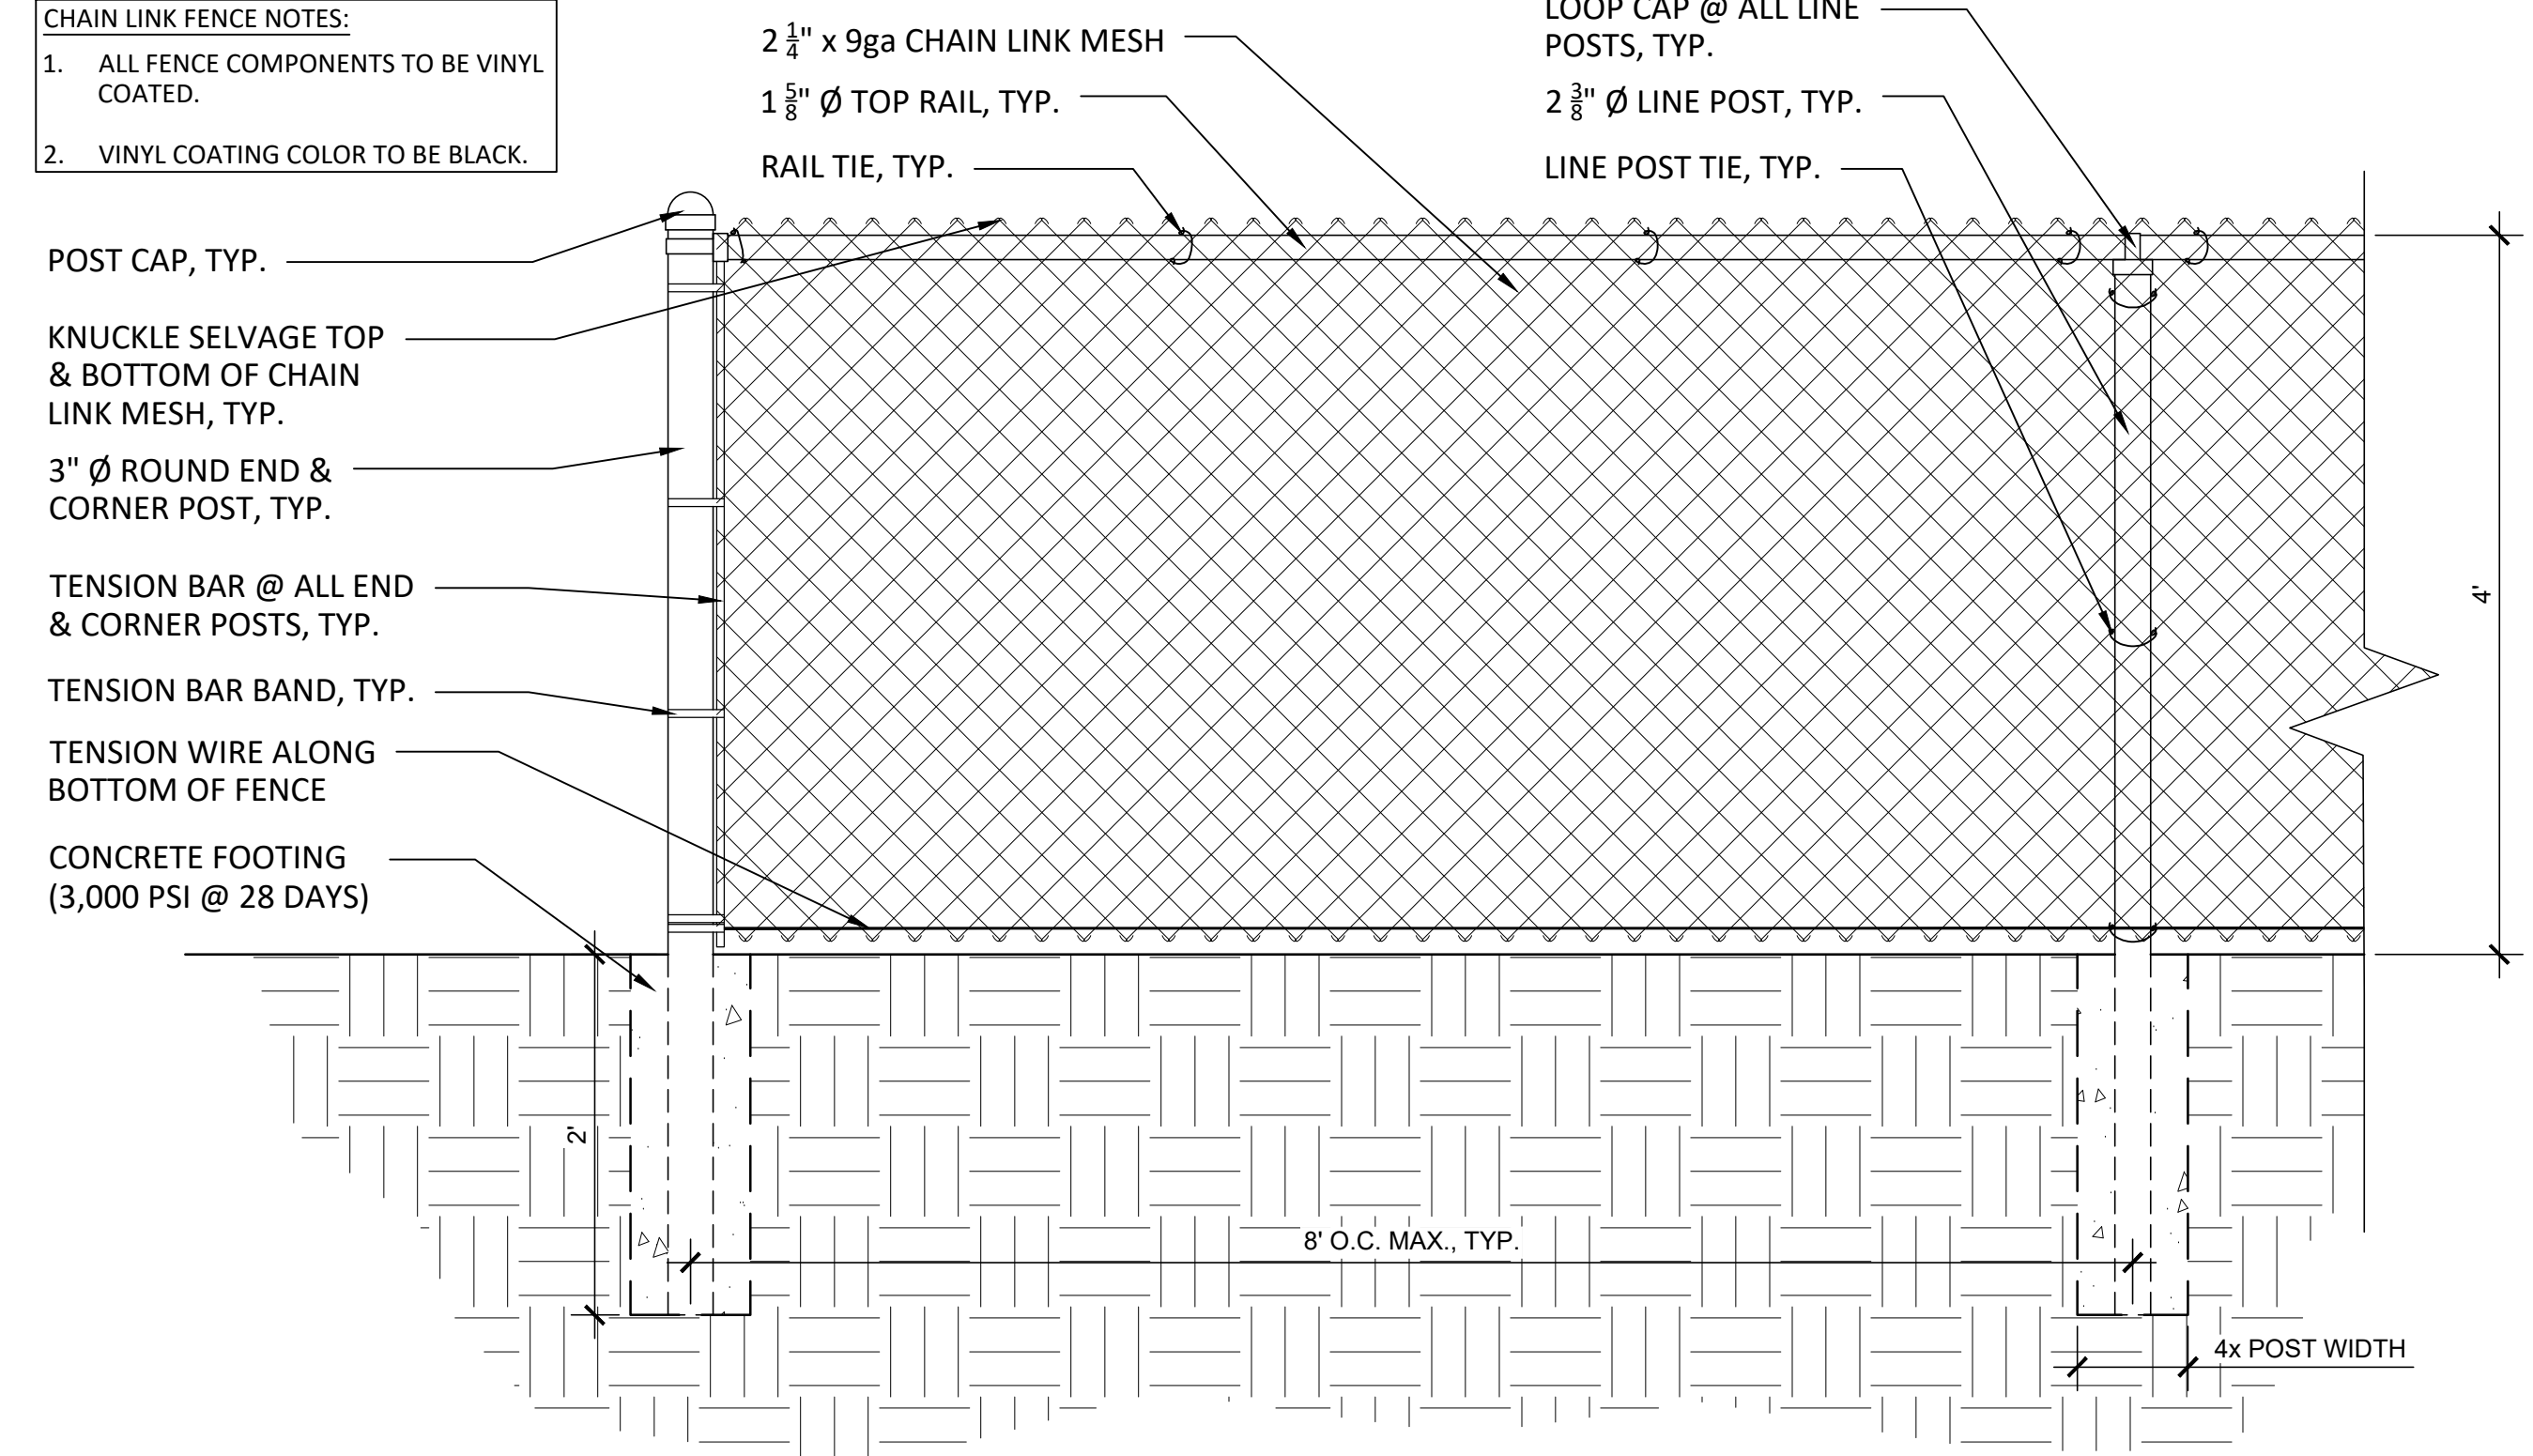 CHAIN LINK FENCE NOTES:
1. ALL FENCE COMPONENTS TO BE VINYL
COATED.
2. VINYL COATING COLOR TO BE BLACK.
2 1/4" x 9ga CHAIN LINK MESH
1 5/8" Ø TOP RAIL, TYP.
RAIL TIE, TYP.
LOOP CAP @ ALL LINE
POSTS, TYP.
2 3/8" Ø LINE POST, TYP.
LINE POST TIE, TYP.
POST CAP, TYP.
KNUCKLE SELVAGE TOP
& BOTTOM OF CHAIN
LINK MESH, TYP.
3" Ø ROUND END &
CORNER POST, TYP.
TENSION BAR @ ALL END
& CORNER POSTS, TYP.
TENSION BAR BAND, TYP.
TENSION WIRE ALONG
BOTTOM OF FENCE
CONCRETE FOOTING
(3,000 PSI @ 28 DAYS)
4'
2'
8' O.C. MAX., TYP.
4x POST WIDTH